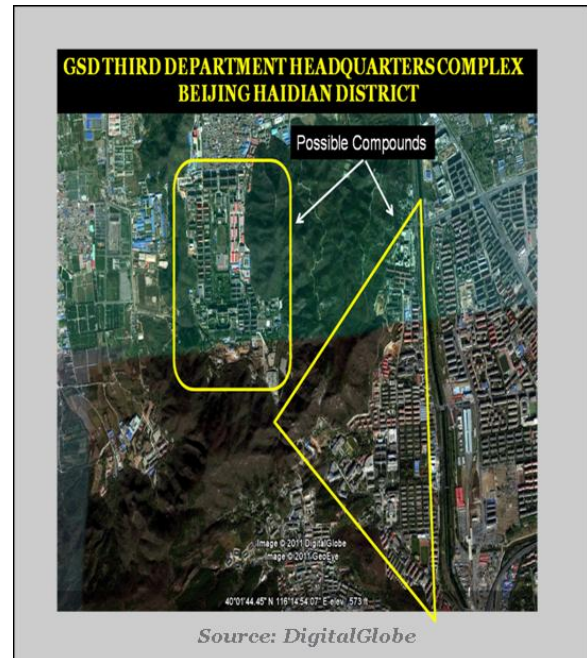 GSD THIRD DEPARTMENT HEADQUARTERS COMPLEX
BEIJING HAIDIAN DISTRICT
Possible Compounds
Image © 2011 DigitalGlobe
Image © 2011 GeoEye
40°01'44.45" N 116°14'54.07" E elev 573 ft
Source: DigitalGlobe